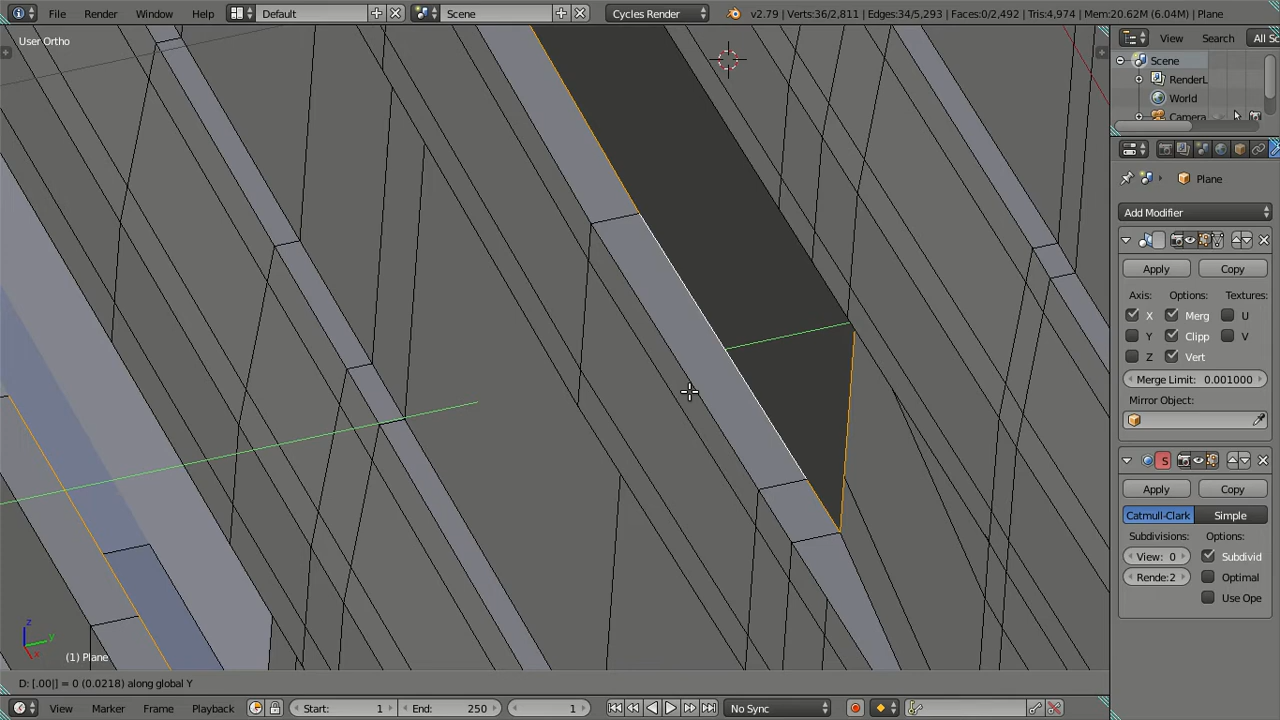 File Render Window Help Default Scene Cycles Render v2.79 | Verts:36/2,811 | Edges:34/5,293 | Faces:0/2,492 | Tris:4,974 | Mem:20.62M (6.04M) | Plane
User Ortho
View Search All Sc
Scene
RenderL
World
Camera
Plane
Add Modifier
Apply Copy
Axis: Options: Textures:
X Merg U
Y Clipp V
Z Vert
Merge Limit: 0.001000
Mirror Object:
S
Apply Copy
Catmull-Clark Simple
Subdivisions: Options:
View: 0 Subdivid
Rende:2 Optimal
Use Ope
z
y
x
(1) Plane
D: [.00|] = 0 (0.0218) along global Y
View Marker Frame Playback Start: 1 End: 250 1 No Sync